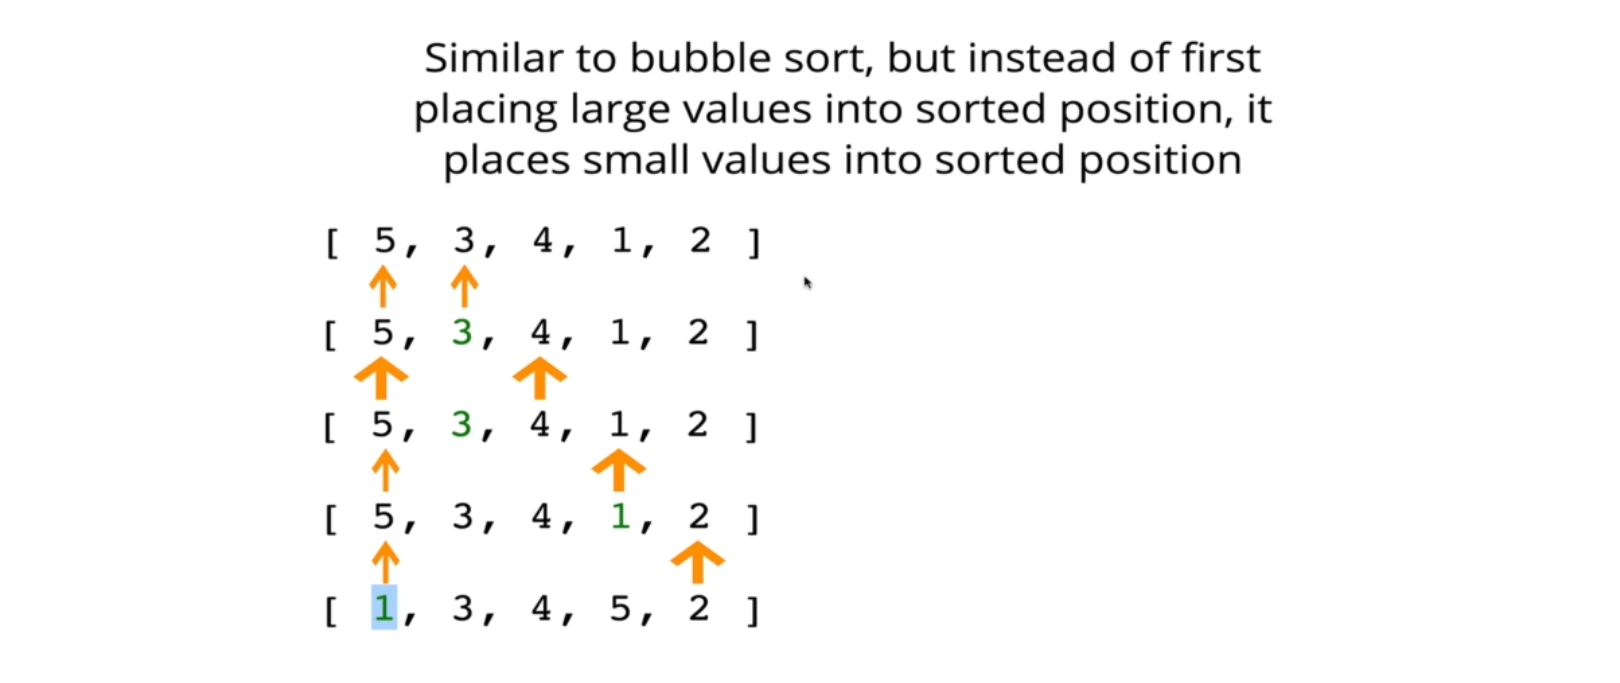 Similar to bubble sort, but instead of first
placing large values into sorted position, it
places small values into sorted position
[ 5, 3, 4, 1, 2 ]
[ 5, 3, 4, 1, 2 ]
[ 5, 3, 4, 1, 2 ]
[ 5, 3, 4, 1, 2 ]
[ 1, 3, 4, 5, 2 ]